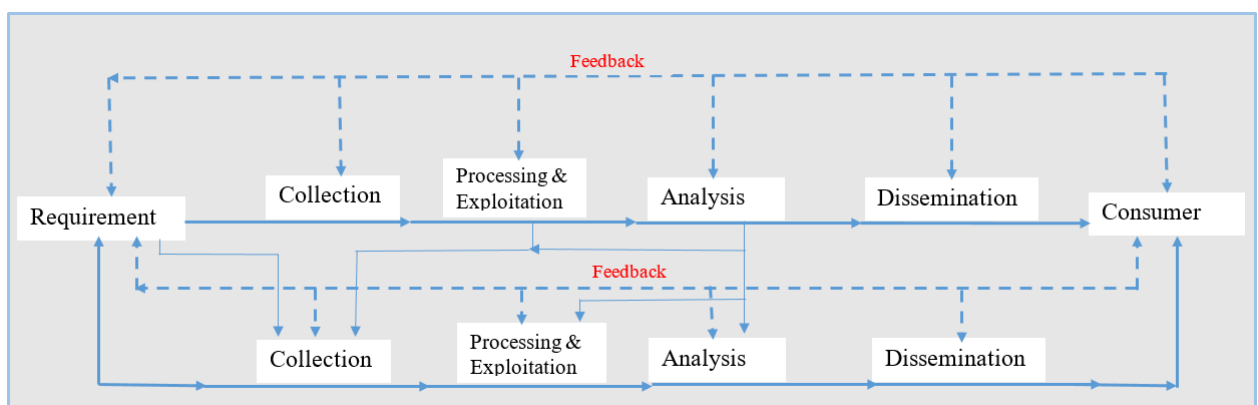 Feedback
Processing &
Exploitation
Collection
Analysis
Dissemination
Requirement
Consumer
Feedback
Processing &
Exploitation
Collection
Analysis
Dissemination